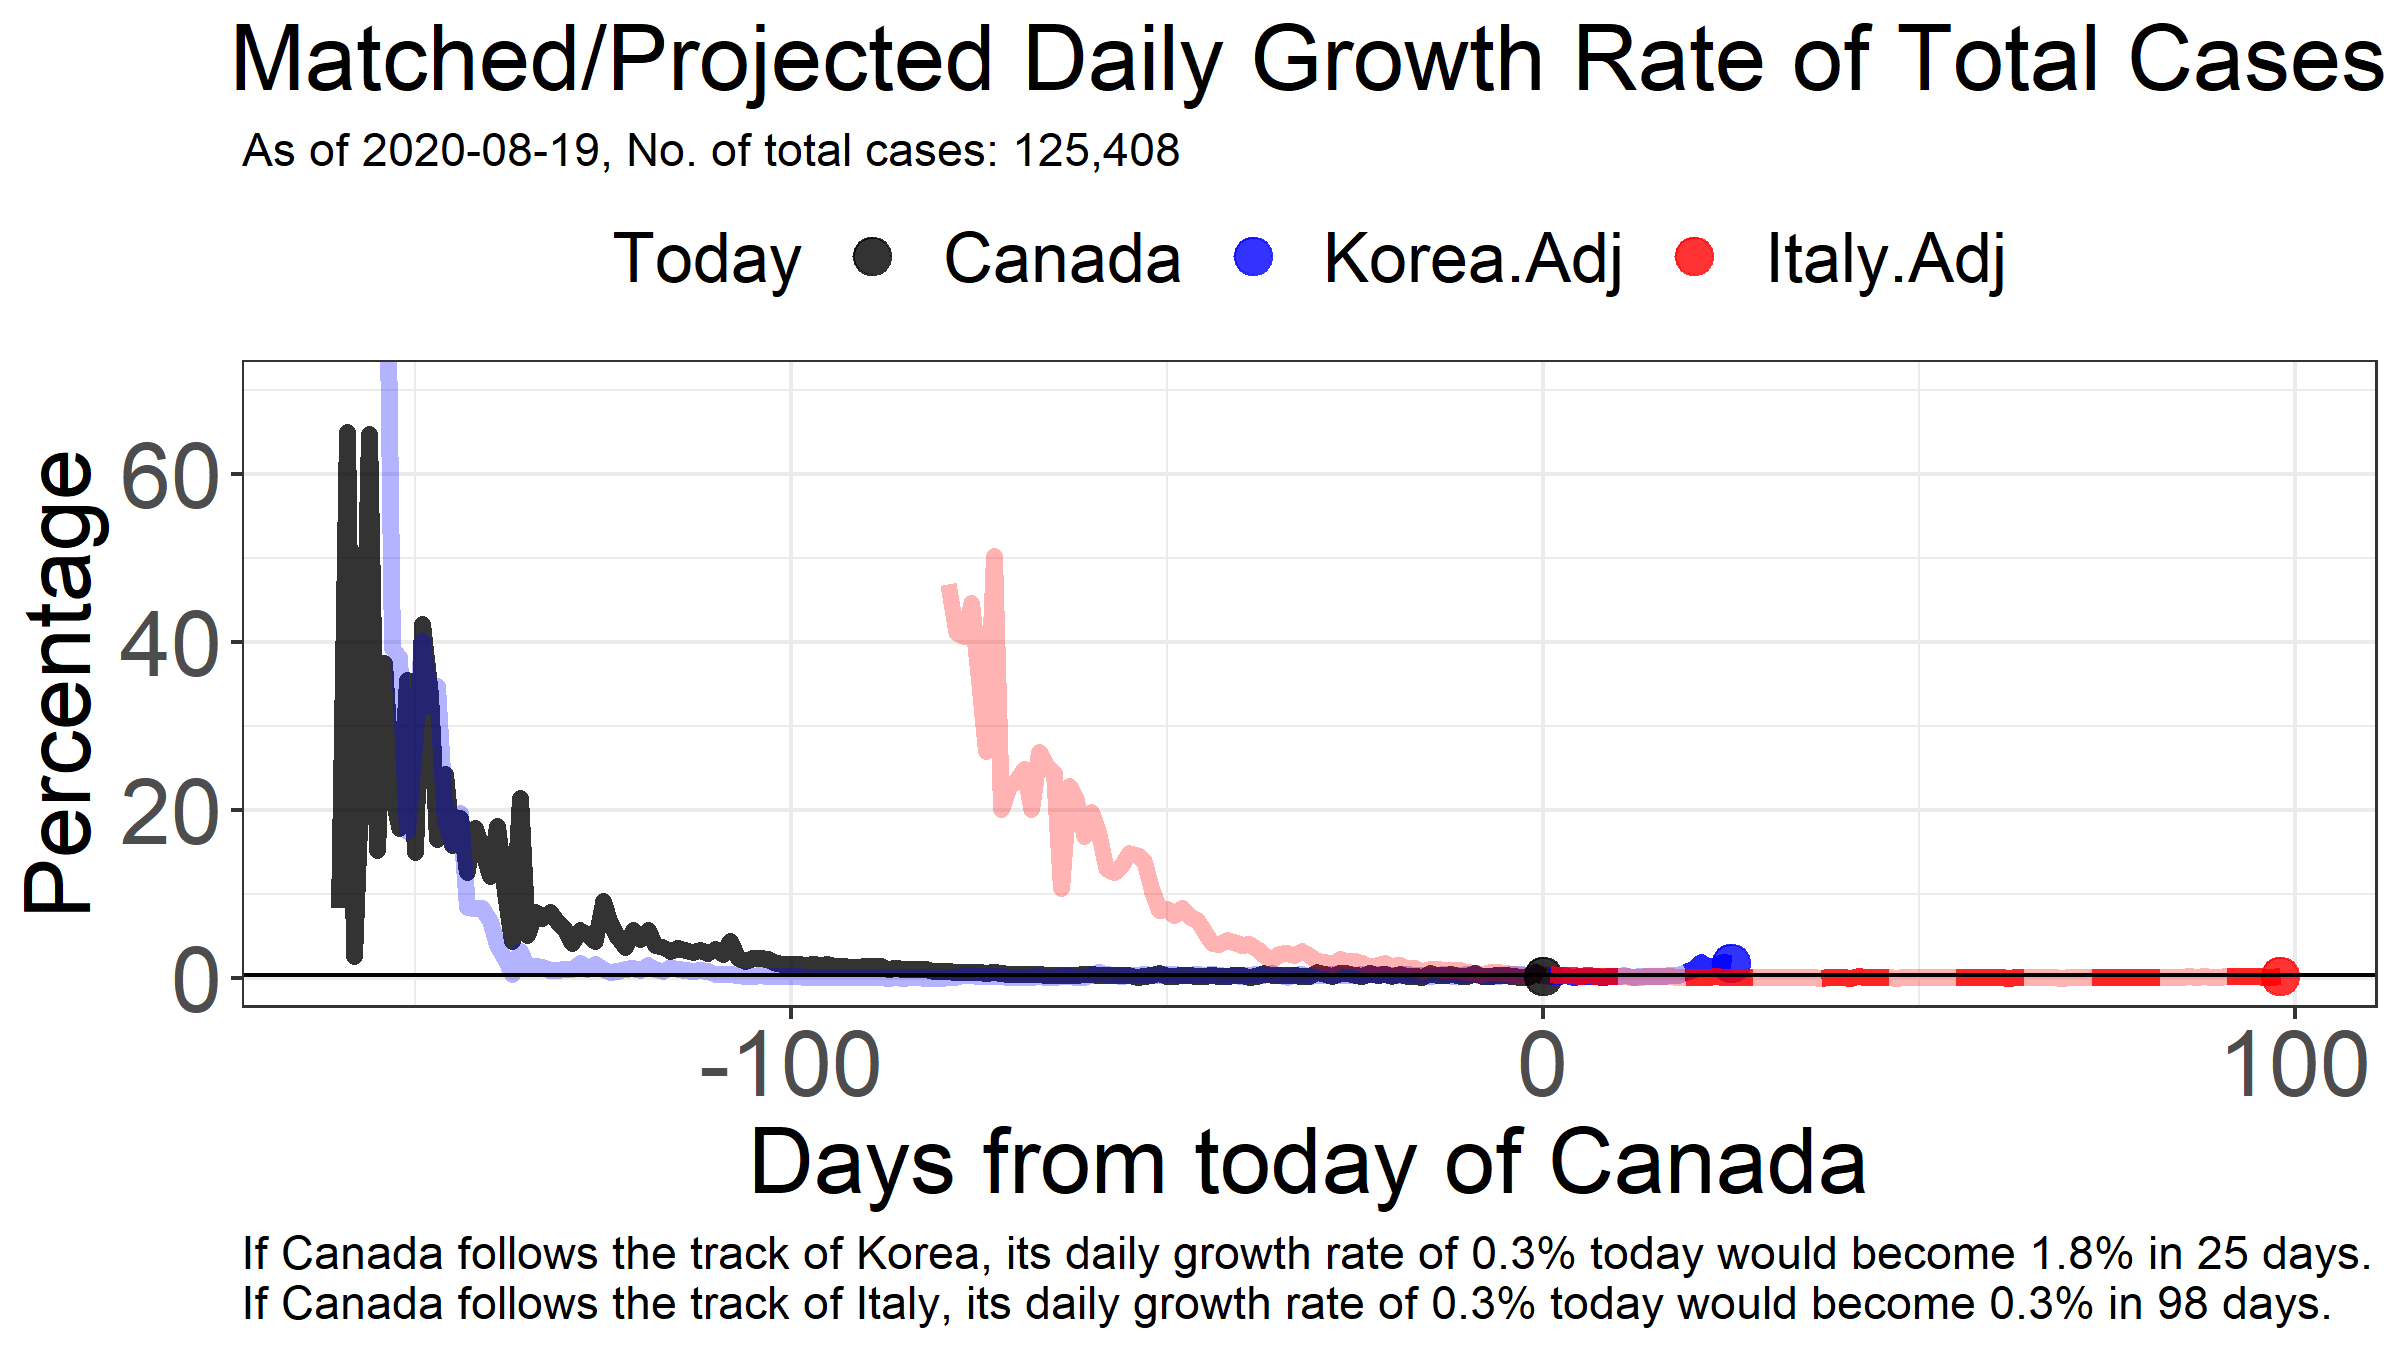 Matched/Projected Daily Growth Rate of Total Cases
As of 2020-08-19, No. of total cases: 125,408
Today Canada Korea.Adj Italy.Adj
Percentage
60
40
20
0
-100 0 100
Days from today of Canada
If Canada follows the track of Korea, its daily growth rate of 0.3% today would become 1.8% in 25 days.
If Canada follows the track of Italy, its daily growth rate of 0.3% today would become 0.3% in 98 days.